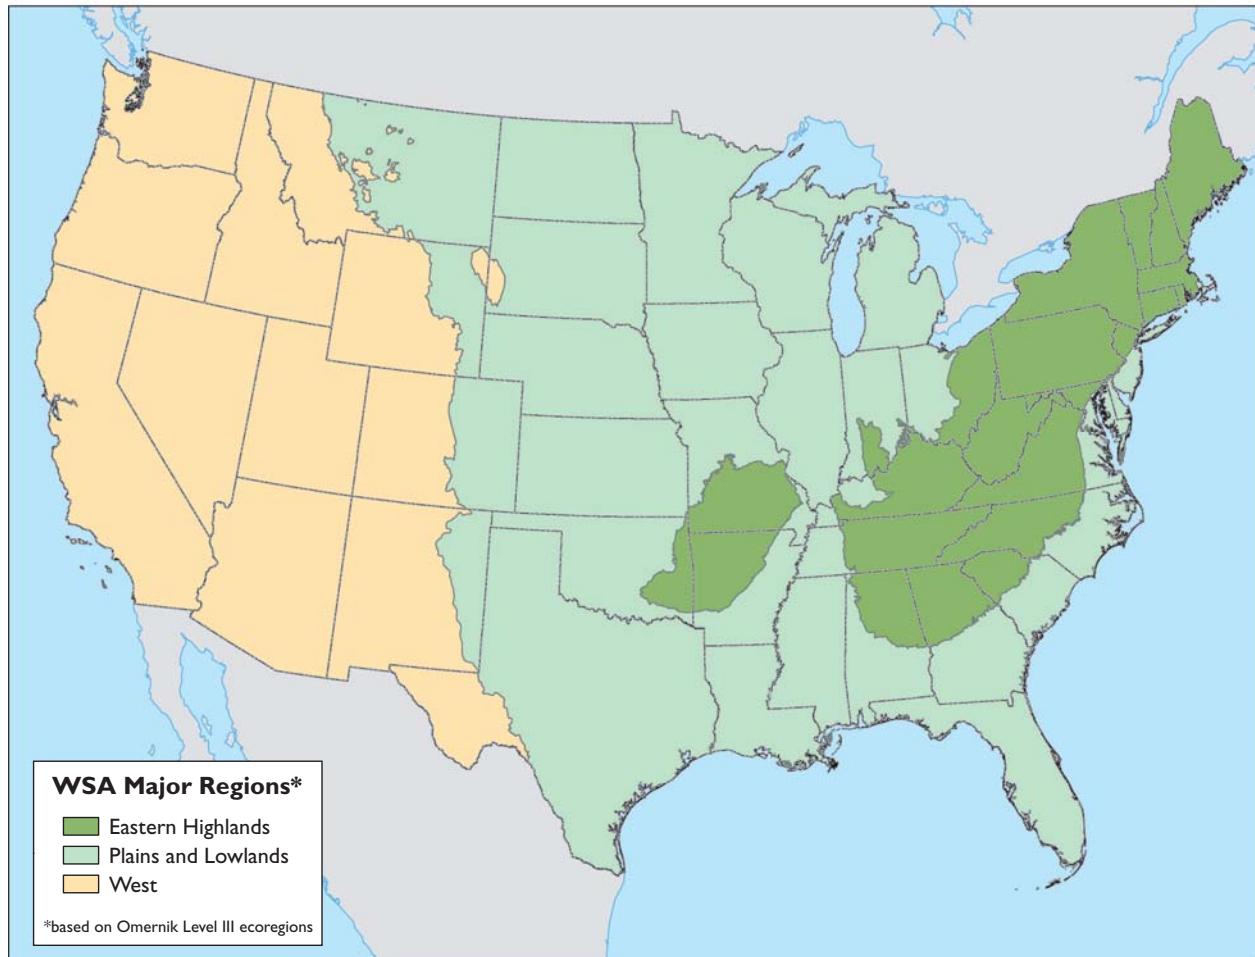 WSA Major Regions*
Eastern Highlands
Plains and Lowlands
West
*based on Omernik Level III ecoregions